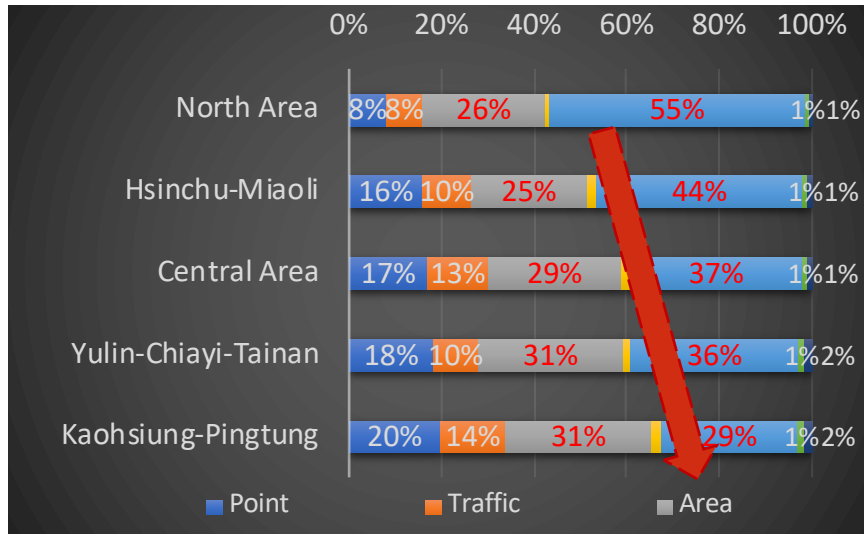 0% 20% 40% 60% 80% 100%
North Area 8% 8% 26% 55% 1% 1%
Hsinchu-Miaoli 16% 10% 25% 44% 1% 1%
Central Area 17% 13% 29% 37% 1% 1%
Yulin-Chiayi-Tainan 18% 10% 31% 36% 1% 2%
Kaohsiung-Pingtung 20% 14% 31% 29% 1% 2%
Point Traffic Area